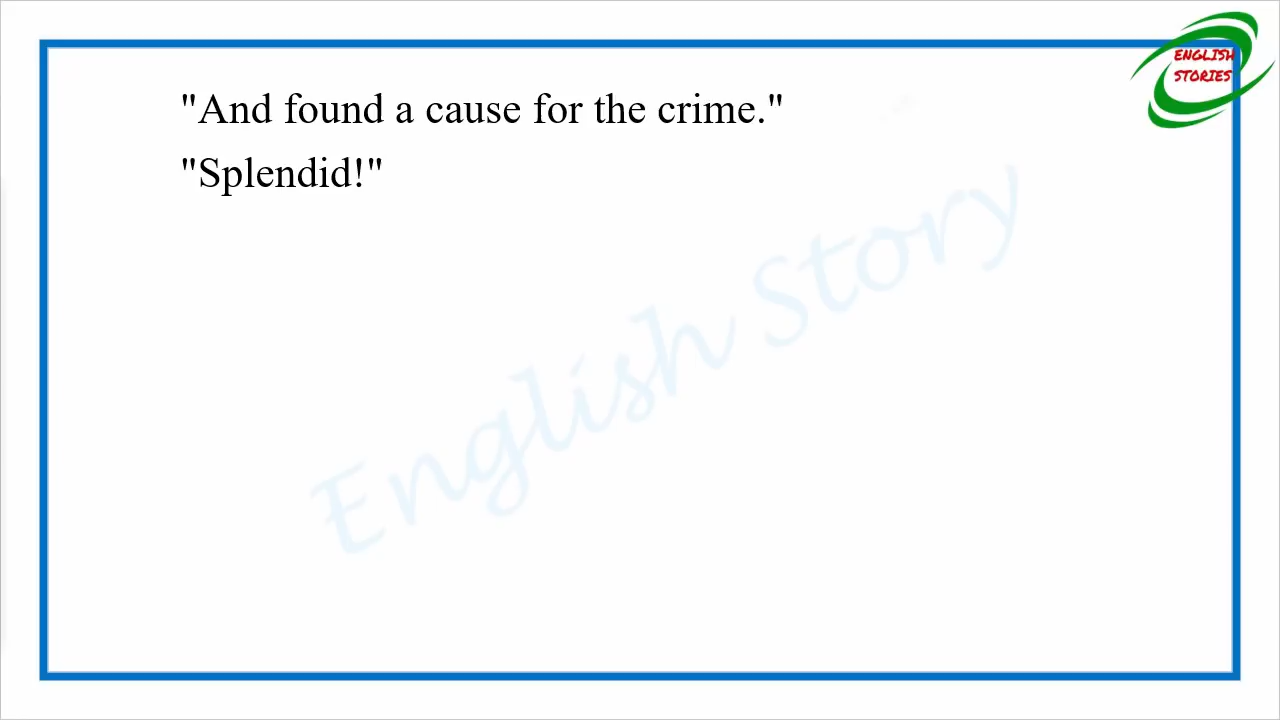 ENGLISH
STORIES
"And found a cause for the crime."
"Splendid!"
English Story